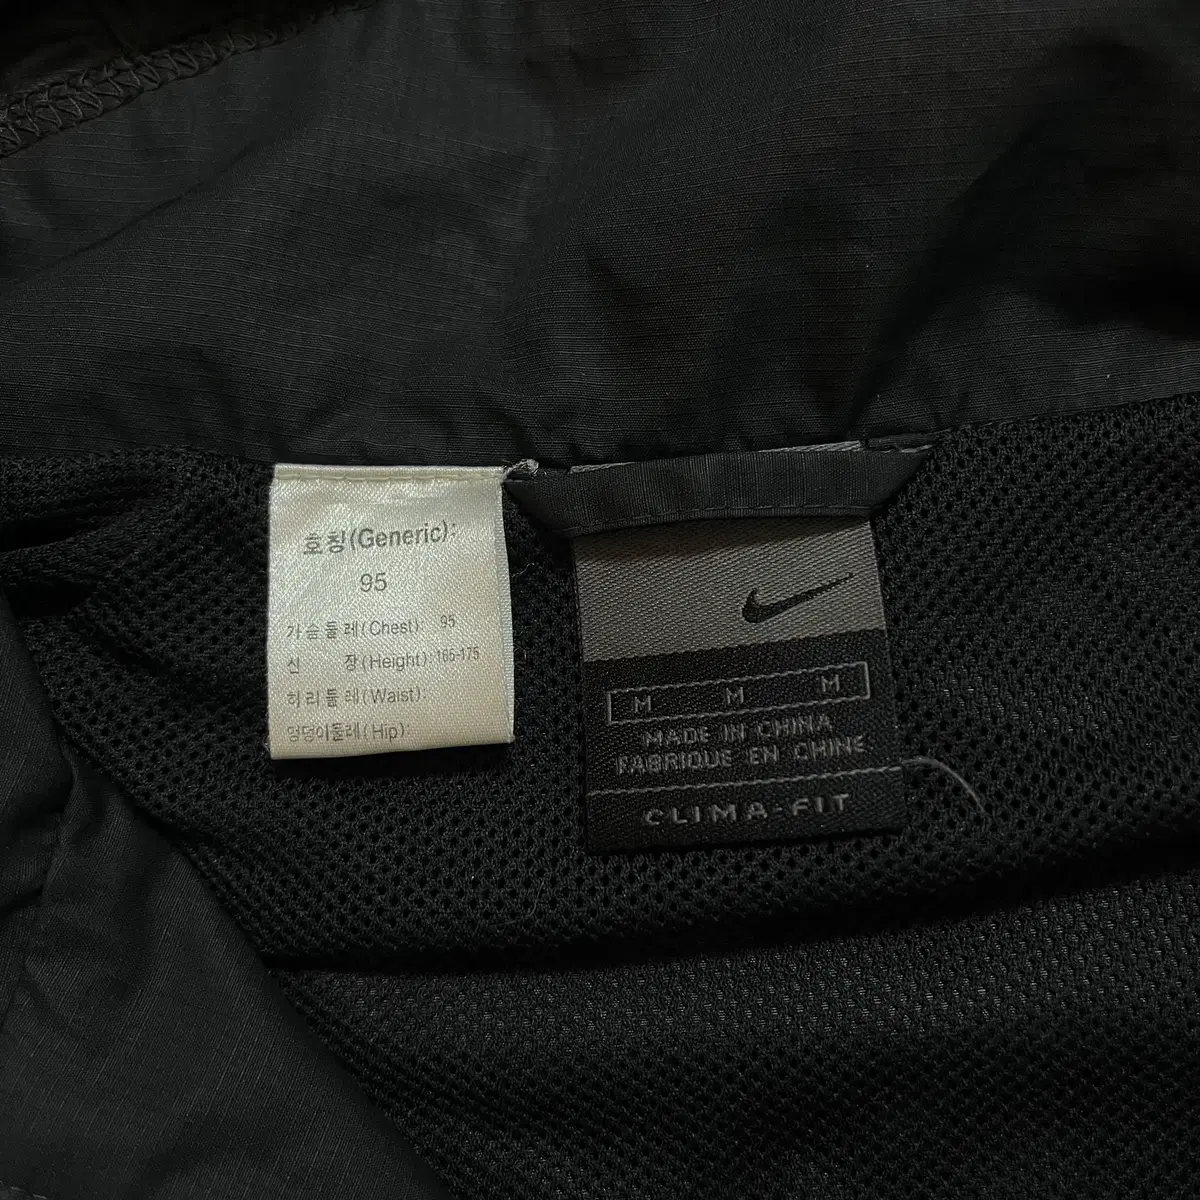 호칭(Generic):
95
가슴둘레(Chest): 95
신 장(Height): 165-175
허리둘레(Waist):
엉덩이둘레(Hip):
M M M
MADE IN CHINA
FABRIQUE EN CHINE
CLIMA-FIT